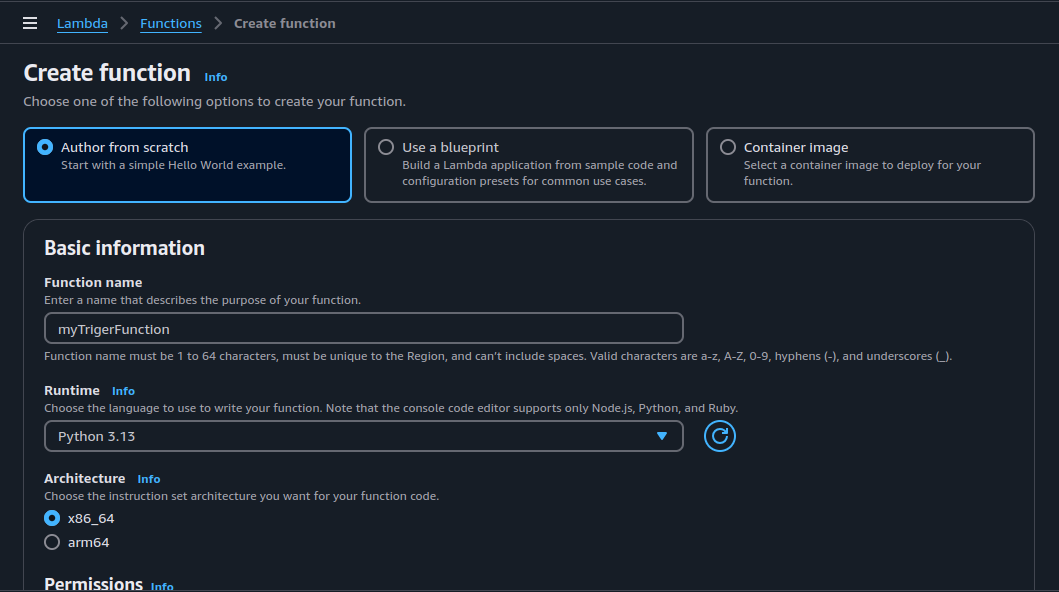 Lambda > Functions > Create function
Create function Info
Choose one of the following options to create your function.
Author from scratch
Start with a simple Hello World example.
Use a blueprint
Build a Lambda application from sample code and
configuration presets for common use cases.
Container image
Select a container image to deploy for your
function.
Basic information
Function name
Enter a name that describes the purpose of your function.
myTrigerFunction
Function name must be 1 to 64 characters, must be unique to the Region, and can't include spaces. Valid characters are a-z, A-Z, 0-9, hyphens (-), and underscores (_).
Runtime Info
Choose the language to use to write your function. Note that the console code editor supports only Node.js, Python, and Ruby.
Python 3.13
Architecture Info
Choose the instruction set architecture you want for your function code.
x86_64
arm64
Permissions Info